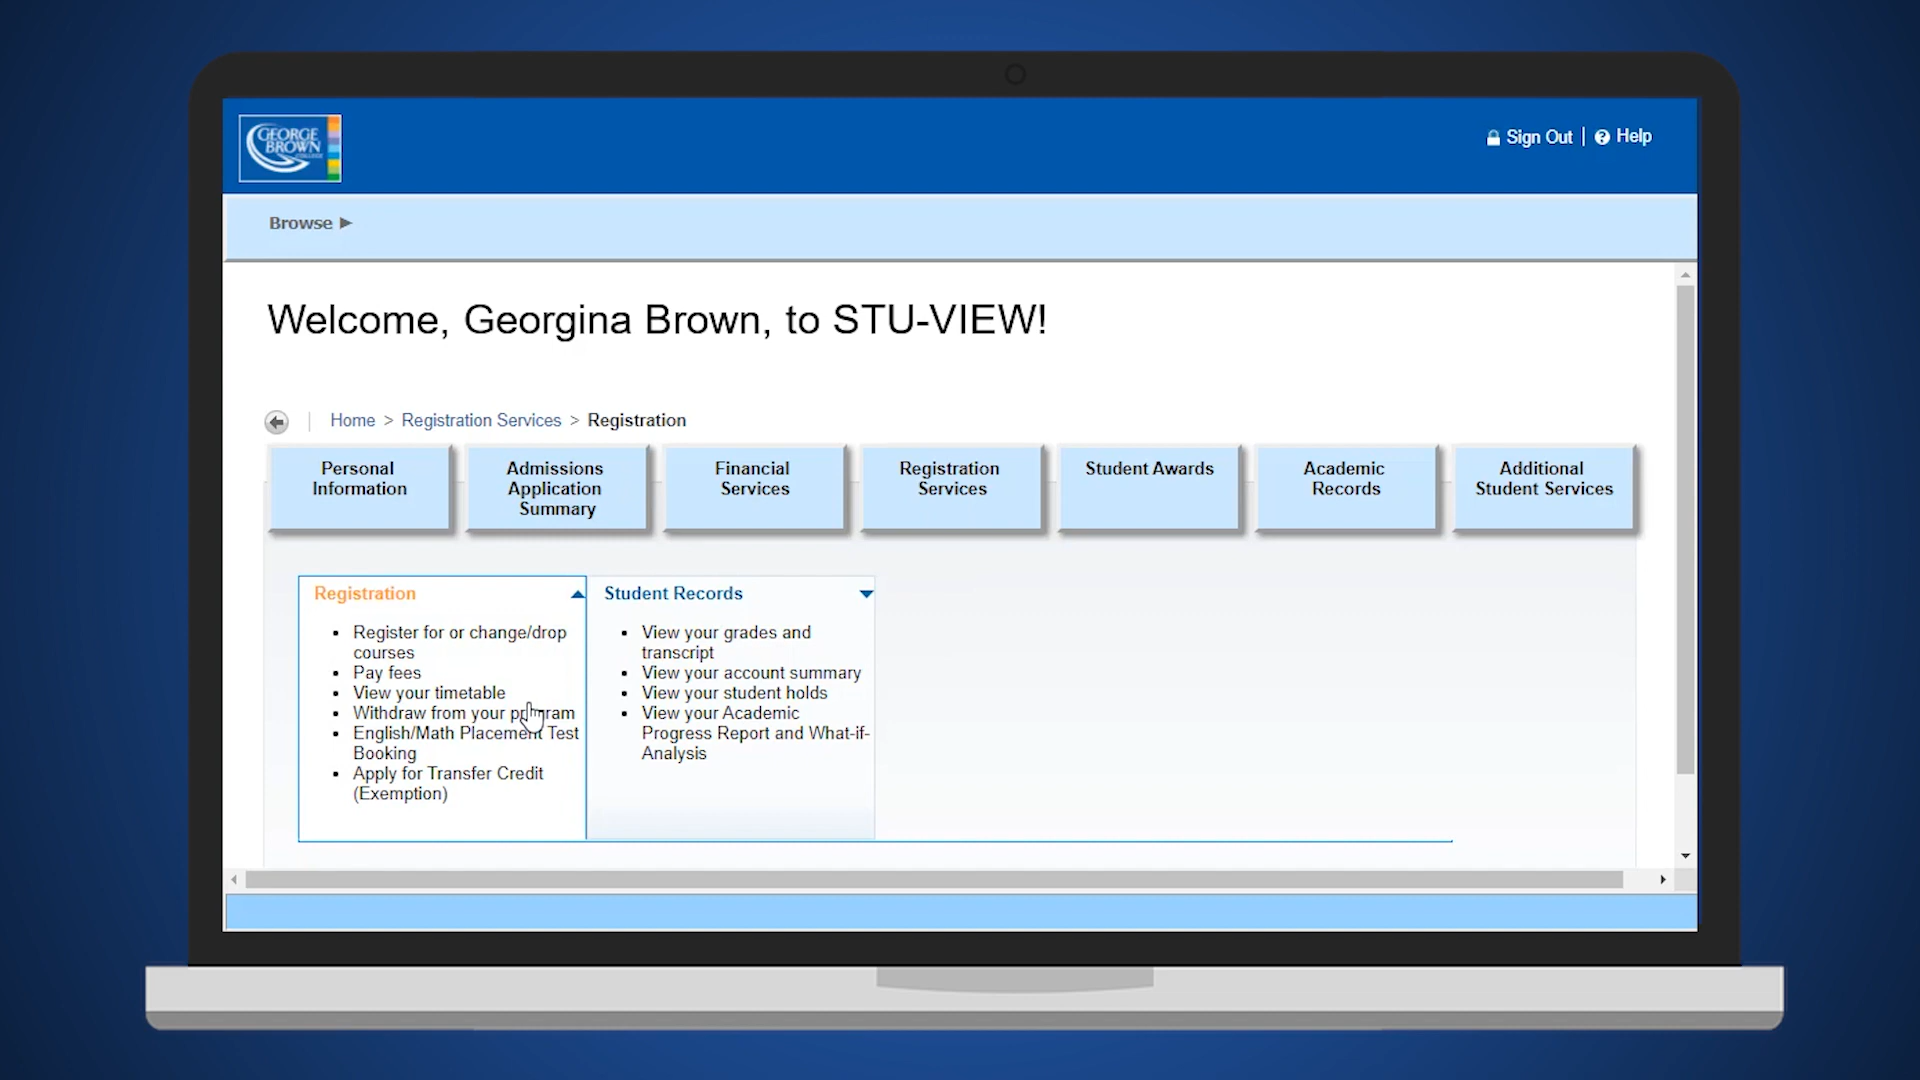 GEORGE
BROWN
COLLEGE
Sign Out | Help
Browse ►
Welcome, Georgina Brown, to STU-VIEW!
Home > Registration Services > Registration
Personal
Information
Admissions
Application
Summary
Financial
Services
Registration
Services
Student Awards
Academic
Records
Additional
Student Services
Registration
• Register for or change/drop
courses
• Pay fees
• View your timetable
• Withdraw from your program
• English/Math Placement Test
Booking
• Apply for Transfer Credit
(Exemption)
Student Records
• View your grades and
transcript
• View your account summary
• View your student holds
• View your Academic
Progress Report and What-if-
Analysis